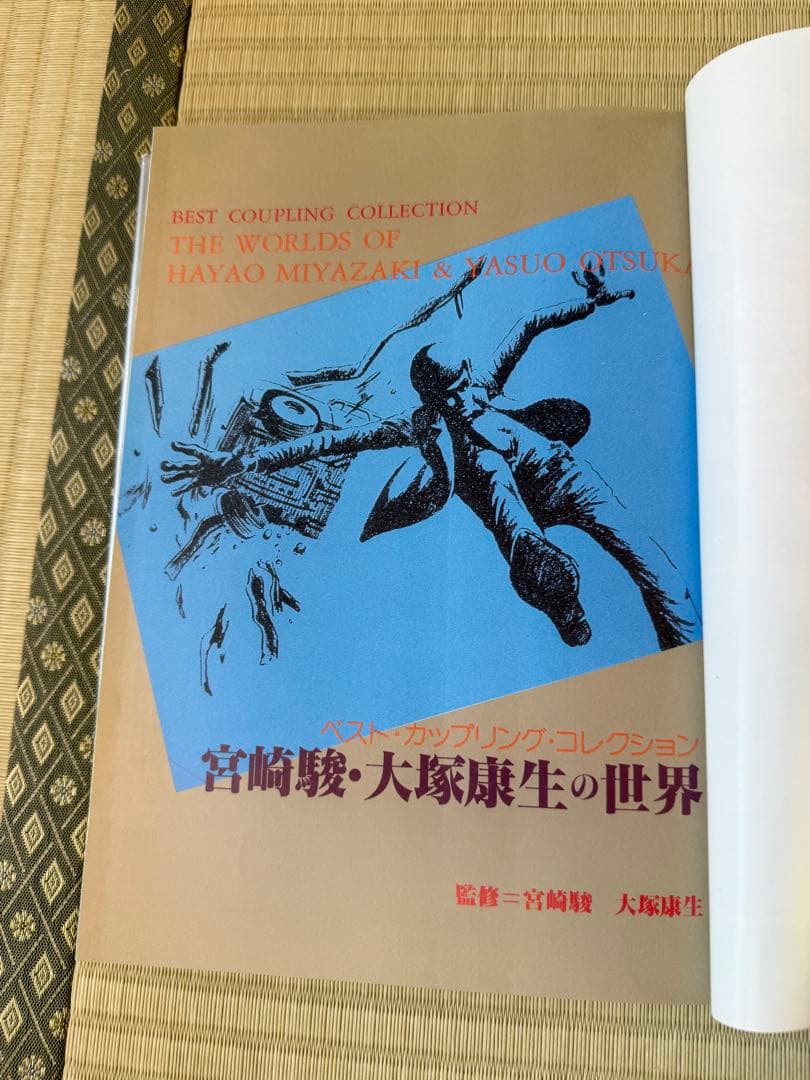 BEST COUPLING COLLECTION
THE WORLDS OF
HAYAO MIYAZAKI & YASUO OTSUKA
ベスト・カップリング・コレクション
宮崎駿・大塚康生の世界
監修＝宮崎駿　大塚康生